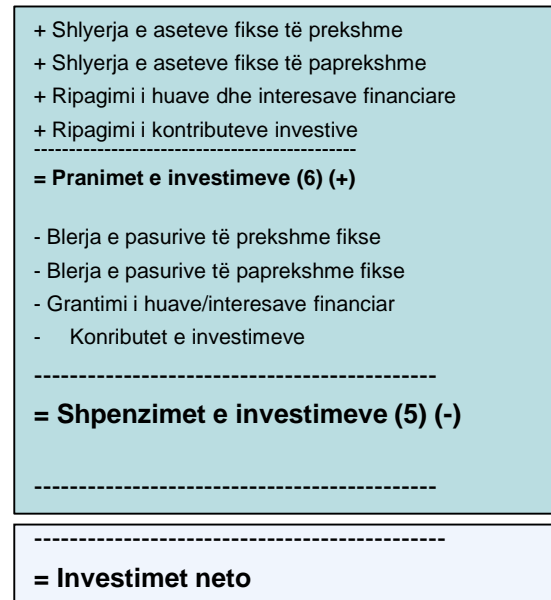 + Shlyerja e aseteve fikse të prekshme
+ Shlyerja e aseteve fikse të paprekshme
+ Ripagimi i huave dhe interesave financiare
+ Ripagimi i kontributeve investive
----------------------------------------------
= Pranimet e investimeve (6) (+)
- Blerja e pasurive të prekshme fikse
- Blerja e pasurive të paprekshme fikse
- Grantimi i huave/interesave financiar
- Konributet e investimeve
---------------------------------------------
= Shpenzimet e investimeve (5) (-)
---------------------------------------------
----------------------------------------------
= Investimet neto